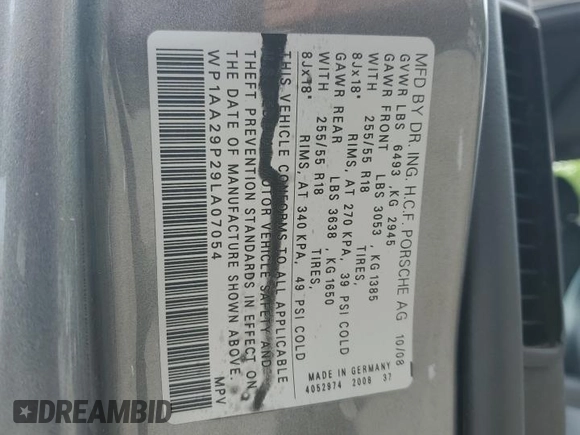 MFD BY DR. ING. H.C.F. PORSCHE AG 10/08
GVWR LBS 6493, KG 2945
GAWR FRONT LBS 3053, KG 1385
WITH 255/55 R18 TIRES,
8Jx18" RIMS, AT 270 KPA, 39 PSI COLD
GAWR REAR LBS 3638, KG 1650
WITH 255/55 R18 TIRES,
8Jx18" RIMS, AT 340 KPA, 49 PSI COLD
THIS VEHICLE CONFORMS TO ALL APPLICABLE
MOTOR VEHICLE SAFETY AND
THEFT PREVENTION STANDARDS IN EFFECT ON
THE DATE OF MANUFACTURE SHOWN ABOVE.
WP1AA29P29LA07054 MPV
MADE IN GERMANY
4052974 2009 37
DREAMBID